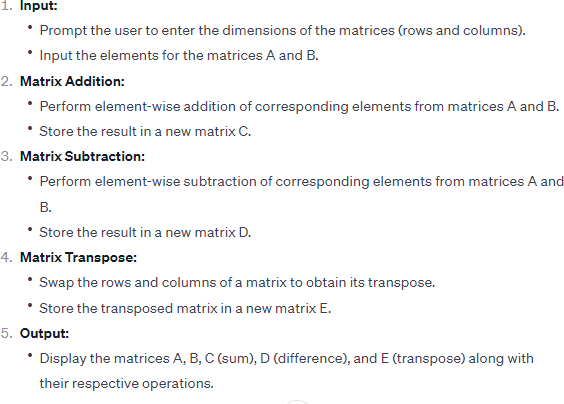 1. Input:
• Prompt the user to enter the dimensions of the matrices (rows and columns).
• Input the elements for the matrices A and B.
2. Matrix Addition:
• Perform element-wise addition of corresponding elements from matrices A and B.
• Store the result in a new matrix C.
3. Matrix Subtraction:
• Perform element-wise subtraction of corresponding elements from matrices A and
B.
• Store the result in a new matrix D.
4. Matrix Transpose:
• Swap the rows and columns of a matrix to obtain its transpose.
• Store the transposed matrix in a new matrix E.
5. Output:
• Display the matrices A, B, C (sum), D (difference), and E (transpose) along with
their respective operations.